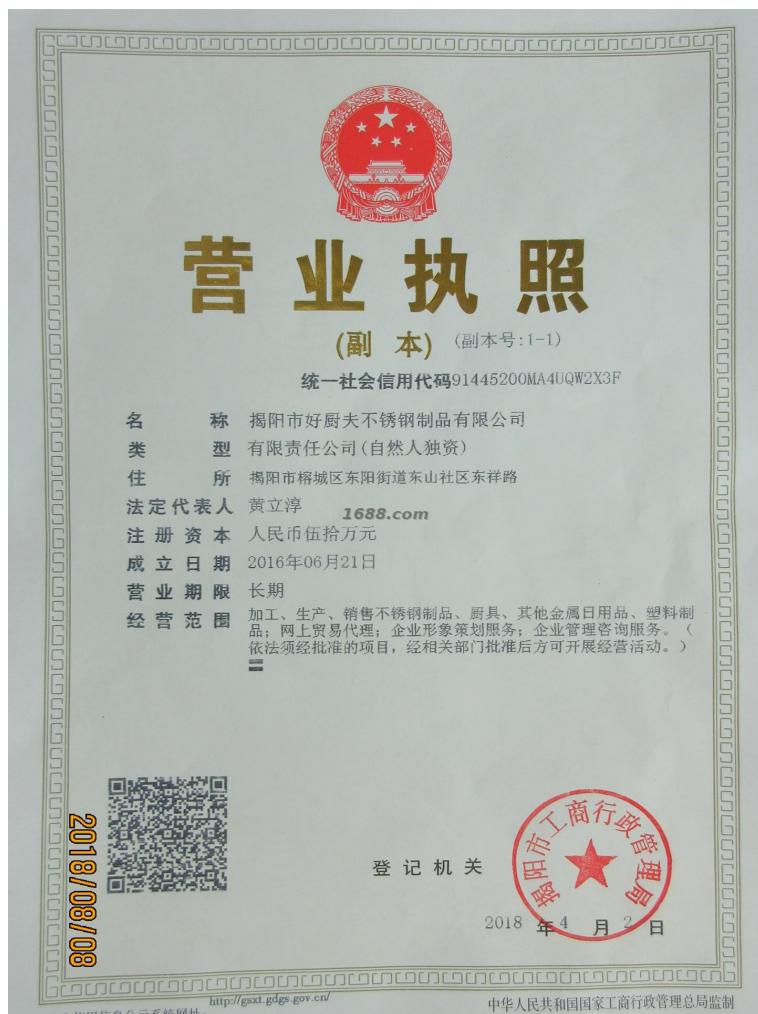 营业执照
(副 本) (副本号:1-1)
统一社会信用代码91445200MA4UQW2X3F
名 称 揭阳市好厨夫不锈钢制品有限公司
类 型 有限责任公司(自然人独资)
住 所 揭阳市榕城区东阳街道东山社区东祥路
法定代表人 黄立淳
1688.com
注册资本 人民币伍拾万元
成立日期 2016年06月21日
营业期限 长期
经营范围 加工、生产、销售不锈钢制品、厨具、其他金属日用品、塑料制
品；网上贸易代理；企业形象策划服务；企业管理咨询服务。（
依法须经批准的项目，经相关部门批准后方可开展经营活动。）
2018/08/08
登记机关
揭阳市工商行政管理局
2018 年 4 月 2 日
http://gsxt.gdgs.gov.cn/
中华人民共和国国家工商行政管理总局监制